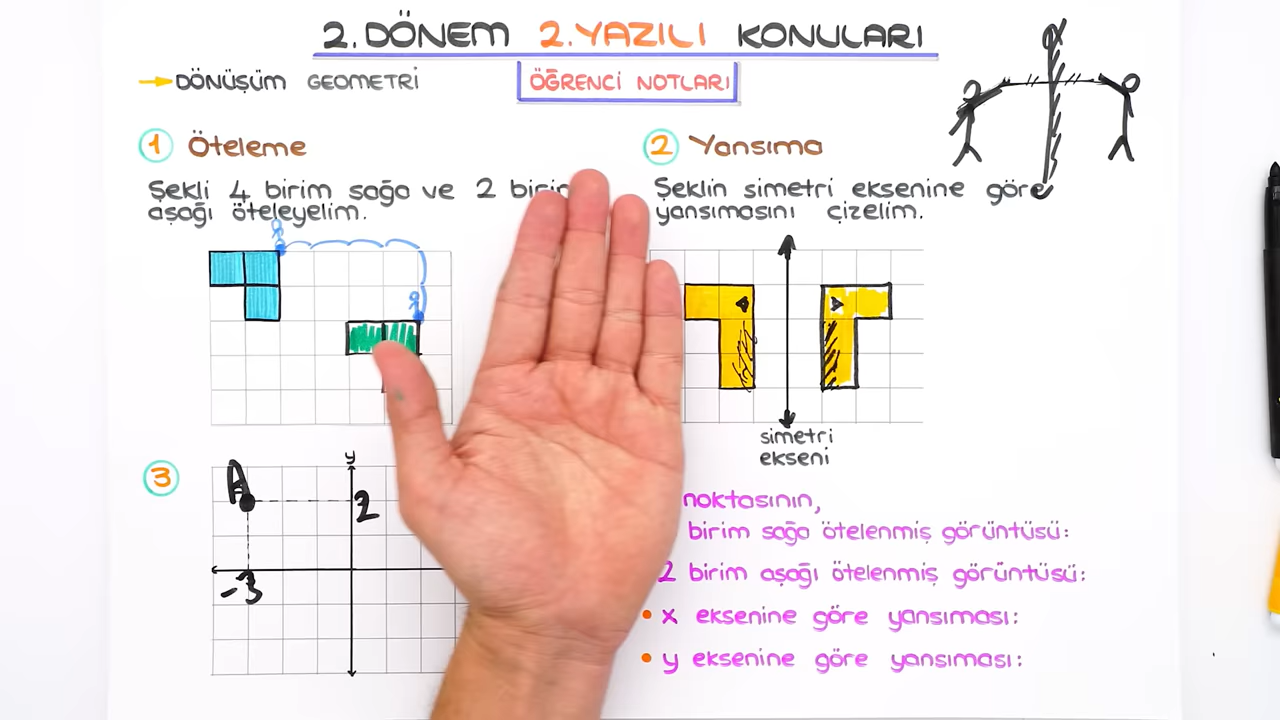 2.DÖNEM 2.YAZILI KONULARI
DÖNÜŞÜM GEOMETRİ
ÖĞRENCİ NOTLARI
1 Öteleme
Şekli 4 birim sağa ve 2
aşağı öteleyelim.
2 Yansıma
Şeklin simetri eksenine göre
yansımasını çizelim.
simetri
ekseni
3
A
y
2
-3
noktasının,
birim sağa ötelenmiş görüntüsü:
2 birim aşağı ötelenmiş görüntüsü:
• x eksenine göre yansıması:
• y eksenine göre yansıması: